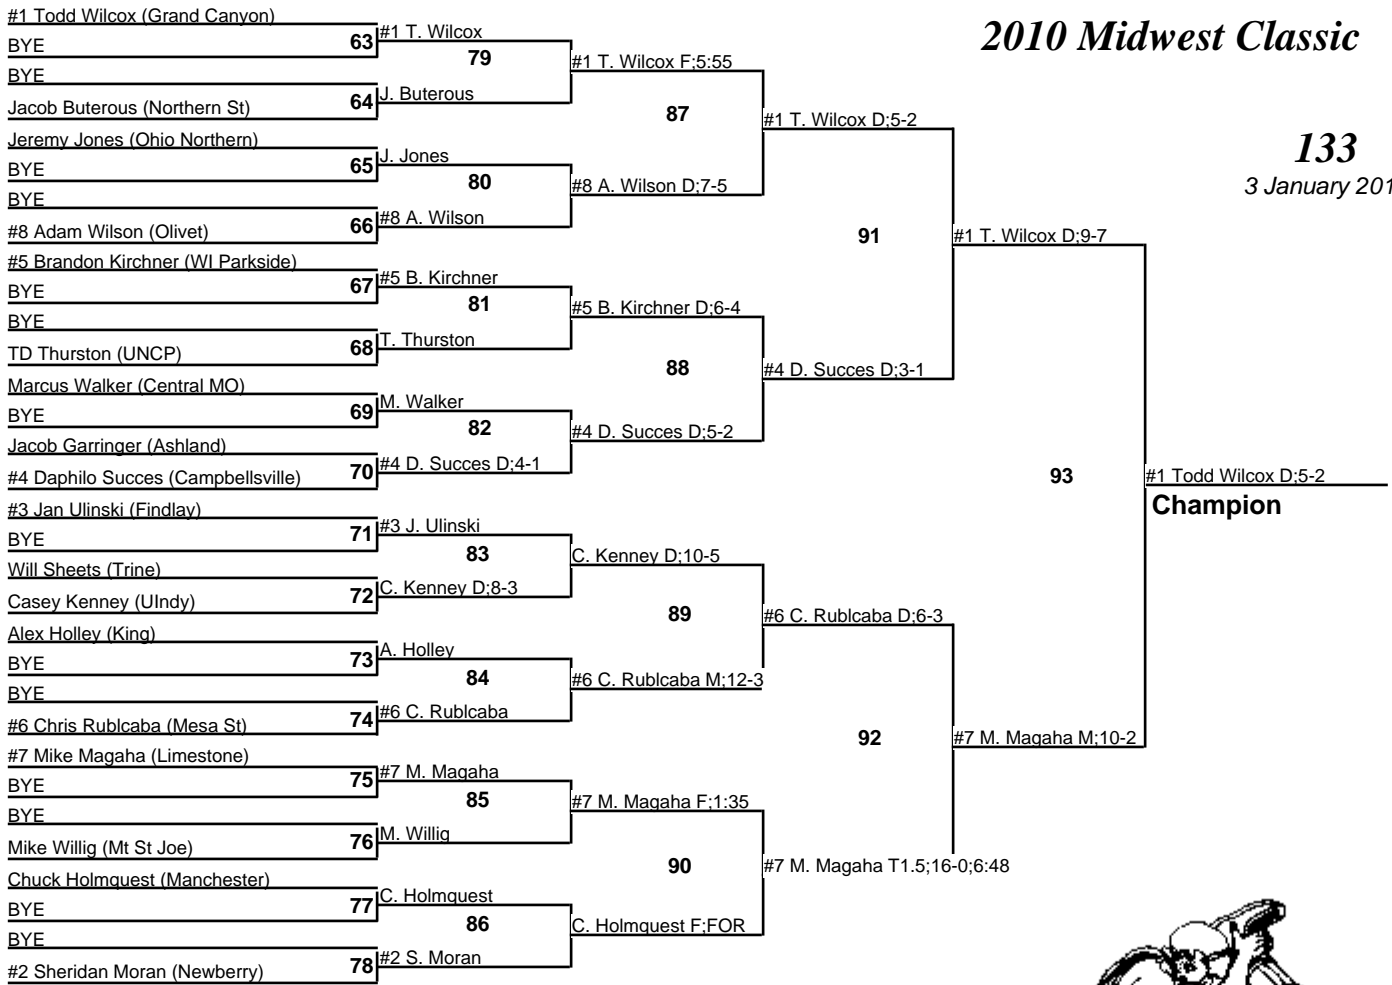 2010 Midwest Classic
133
3 January 201
#1 Todd Wilcox (Grand Canyon)
BYE
63
BYE
Jacob Buterous (Northern St)
64
Jeremy Jones (Ohio Northern)
BYE
65
BYE
#8 Adam Wilson (Olivet)
66
#5 Brandon Kirchner (WI Parkside)
BYE
67
BYE
TD Thurston (UNCP)
68
Marcus Walker (Central MO)
BYE
69
Jacob Garringer (Ashland)
#4 Daphilo Succes (Campbellsville)
70
#3 Jan Ulinski (Findlay)
BYE
71
Will Sheets (Trine)
Casey Kenney (UIndy)
72
Alex Holley (King)
BYE
73
BYE
#6 Chris Rublcaba (Mesa St)
74
#7 Mike Magaha (Limestone)
BYE
75
BYE
Mike Willig (Mt St Joe)
76
Chuck Holmquest (Manchester)
BYE
77
BYE
#2 Sheridan Moran (Newberry)
78
#1 T. Wilcox
79
J. Buterous
J. Jones
80
#8 A. Wilson
#5 B. Kirchner
81
T. Thurston
M. Walker
82
#4 D. Succes D;4-1
#3 J. Ulinski
83
C. Kenney D;8-3
A. Holley
84
#6 C. Rublcaba
#7 M. Magaha
85
M. Willig
C. Holmquest
86
#2 S. Moran
#1 T. Wilcox F;5:55
87
#8 A. Wilson D;7-5
#5 B. Kirchner D;6-4
88
#4 D. Succes D;5-2
C. Kenney D;10-5
89
#6 C. Rublcaba M;12-3
#7 M. Magaha F;1:35
90
C. Holmquest F;FOR
#1 T. Wilcox D;5-2
91
#4 D. Succes D;3-1
#6 C. Rublcaba D;6-3
92
#7 M. Magaha T1.5;16-0;6:48
#1 T. Wilcox D;9-7
93
#7 M. Magaha M;10-2
#1 Todd Wilcox D;5-2
Champion